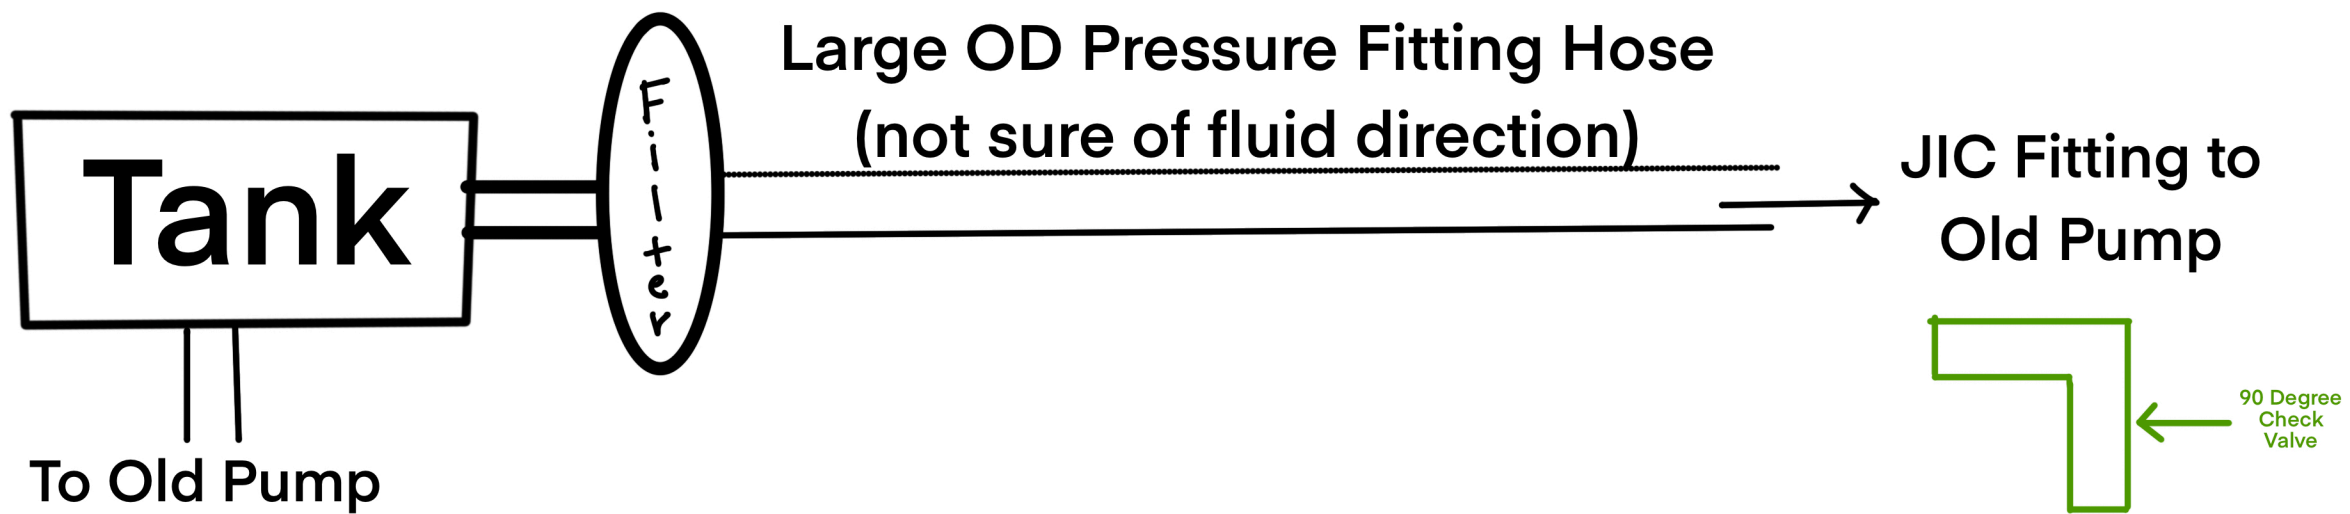 Large OD Pressure Fitting Hose
(not sure of fluid direction)
Tank
Filter
JIC Fitting to
Old Pump
To Old Pump
90 Degree
Check
Valve